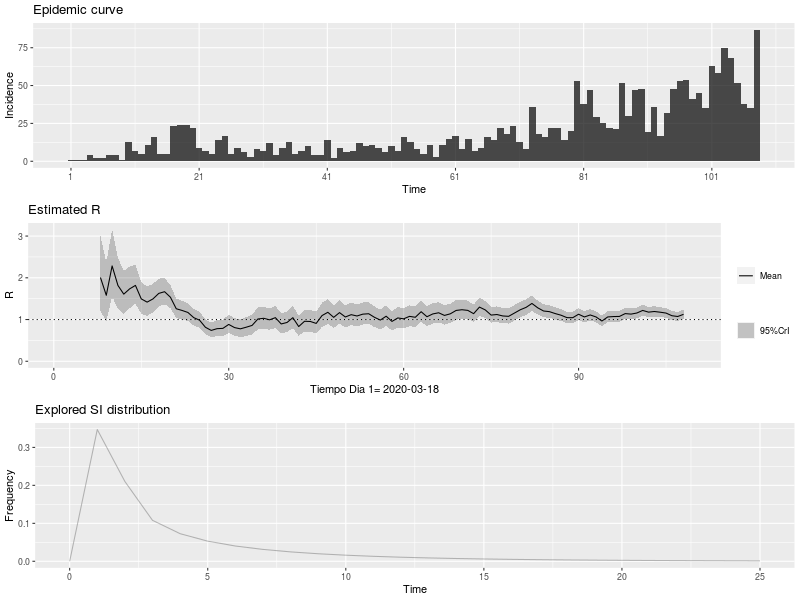 Epidemic curve
75
50
25
0
Incidence
1 21 41 61 81 101
Time
Estimated R
3
2
1
0
R
0 30 60 90
Tiempo Dia 1= 2020-03-18
Mean
95%CrI
Explored SI distribution
0.3
0.2
0.1
0.0
Frequency
0 5 10 15 20 25
Time